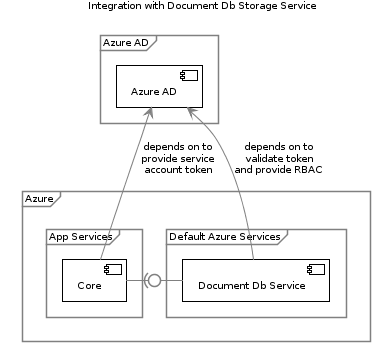 Integration with Document Db Storage Service
Azure AD
Azure AD
depends on to
provide service
account token
depends on to
validate token
and provide RBAC
Azure
App Services
Default Azure Services
Core
Document Db Service